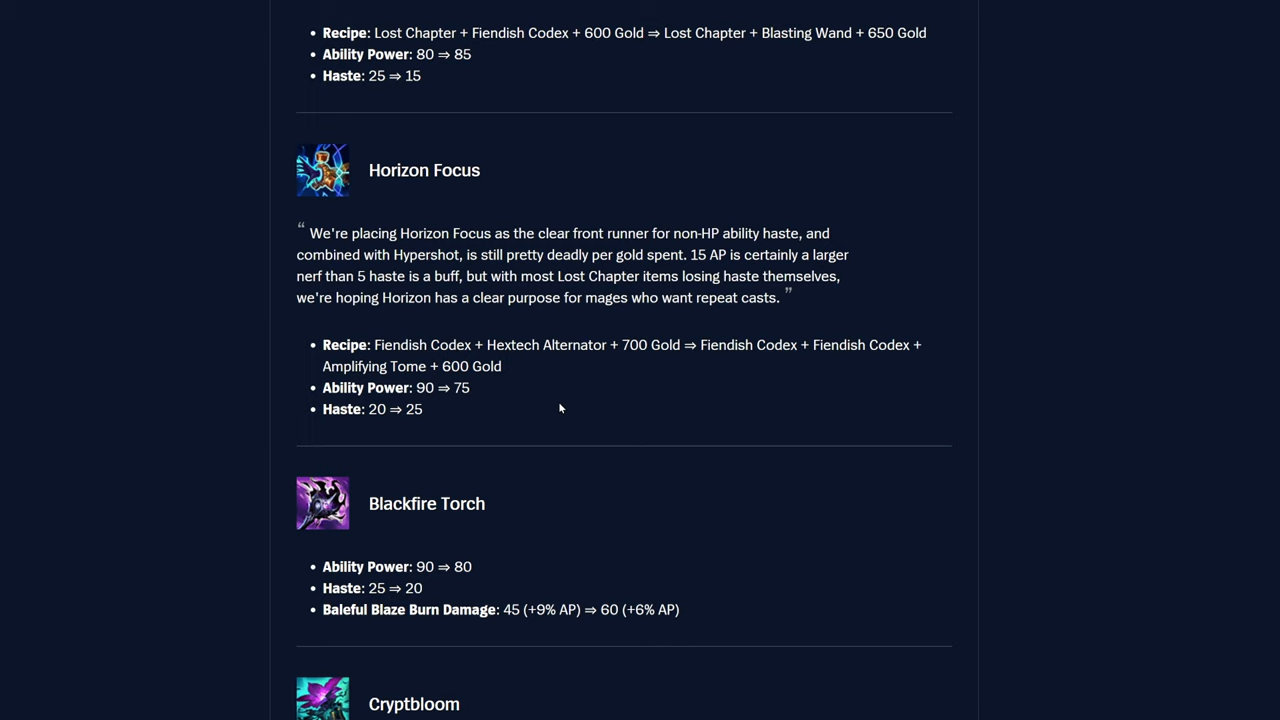 • Recipe: Lost Chapter + Fiendish Codex + 600 Gold ⇒ Lost Chapter + Blasting Wand + 650 Gold
• Ability Power: 80 ⇒ 85
• Haste: 25 ⇒ 15
Horizon Focus
“ We're placing Horizon Focus as the clear front runner for non-HP ability haste, and
combined with Hypershot, is still pretty deadly per gold spent. 15 AP is certainly a larger
nerf than 5 haste is a buff, but with most Lost Chapter items losing haste themselves,
we're hoping Horizon has a clear purpose for mages who want repeat casts. ”
• Recipe: Fiendish Codex + Hextech Alternator + 700 Gold ⇒ Fiendish Codex + Fiendish Codex +
Amplifying Tome + 600 Gold
• Ability Power: 90 ⇒ 75
• Haste: 20 ⇒ 25
Blackfire Torch
• Ability Power: 90 ⇒ 80
• Haste: 25 ⇒ 20
• Baleful Blaze Burn Damage: 45 (+9% AP) ⇒ 60 (+6% AP)
Cryptbloom